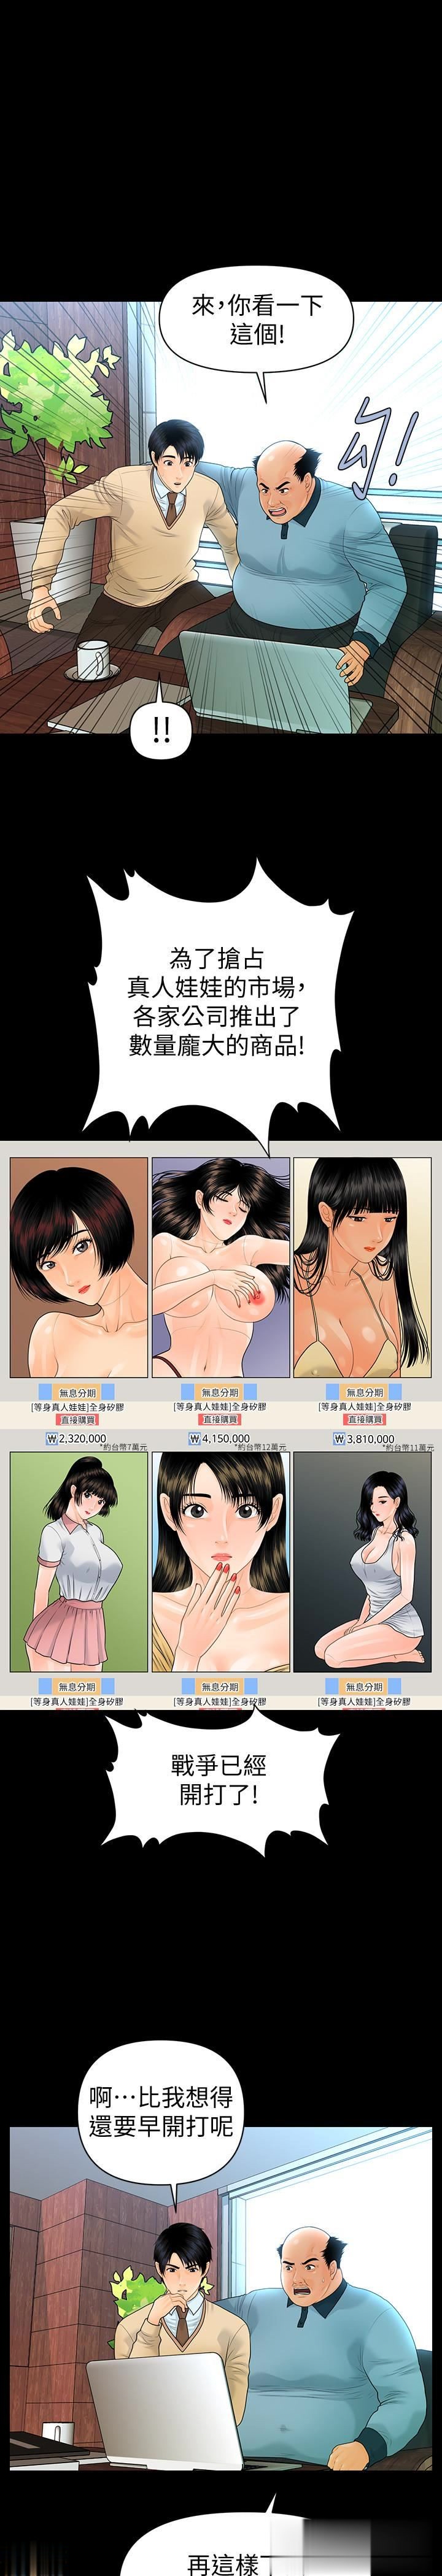 來，你看一下
這個!
!!
為了搶占
真人娃娃的市場，
各家公司推出了
數量龐大的商品!
無息分期
無息分期
無息分期
[等身真人娃娃]全身矽膠
[等身真人娃娃]全身矽膠
[等身真人娃娃]全身矽膠
直接購買
直接購買
直接購買
₩2,320,000
₩4,150,000
₩3,810,000
*約台幣7萬元
*約台幣12萬元
*約台幣11萬元
無息分期
無息分期
無息分期
[等身真人娃娃]全身矽膠
[等身真人娃娃]全身矽膠
[等身真人娃娃]全身矽膠
戰爭已經
開打了!
啊…比我想得
還要早開打呢
再這樣